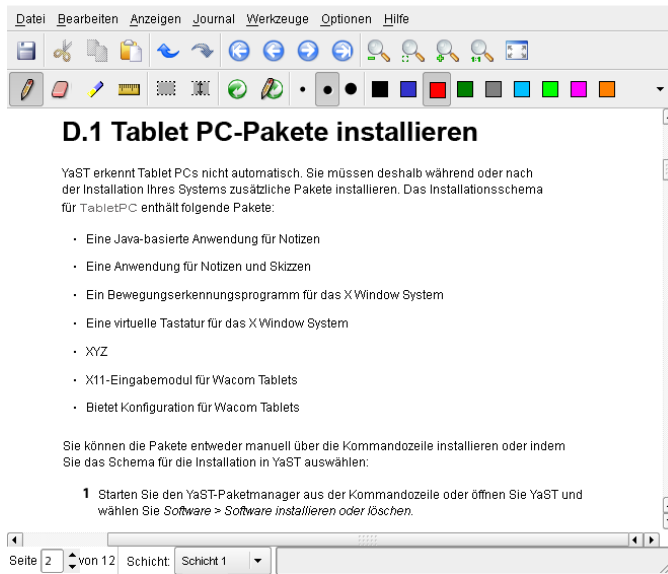 Datei Bearbeiten Anzeigen Journal Werkzeuge Optionen Hilfe
D.1 Tablet PC-Pakete installieren
YaST erkennt Tablet PCs nicht automatisch. Sie müssen deshalb während oder nach
der Installation Ihres Systems zusätzliche Pakete installieren. Das Installationsschema
für TabletPC enthält folgende Pakete:
· Eine Java-basierte Anwendung für Notizen
· Eine Anwendung für Notizen und Skizzen
· Ein Bewegungserkennungsprogramm für das X Window System
· Eine virtuelle Tastatur für das X Window System
· XYZ
· X11-Eingabemodul für Wacom Tablets
· Bietet Konfiguration für Wacom Tablets
Sie können die Pakete entweder manuell über die Kommandozeile installieren oder indem
Sie das Schema für die Installation in YaST auswählen:
1 Starten Sie den YaST-Paketmanager aus der Kommandozeile oder öffnen Sie YaST und
wählen Sie Software > Software installieren oder löschen.
Seite 2 von 12 Schicht: Schicht 1